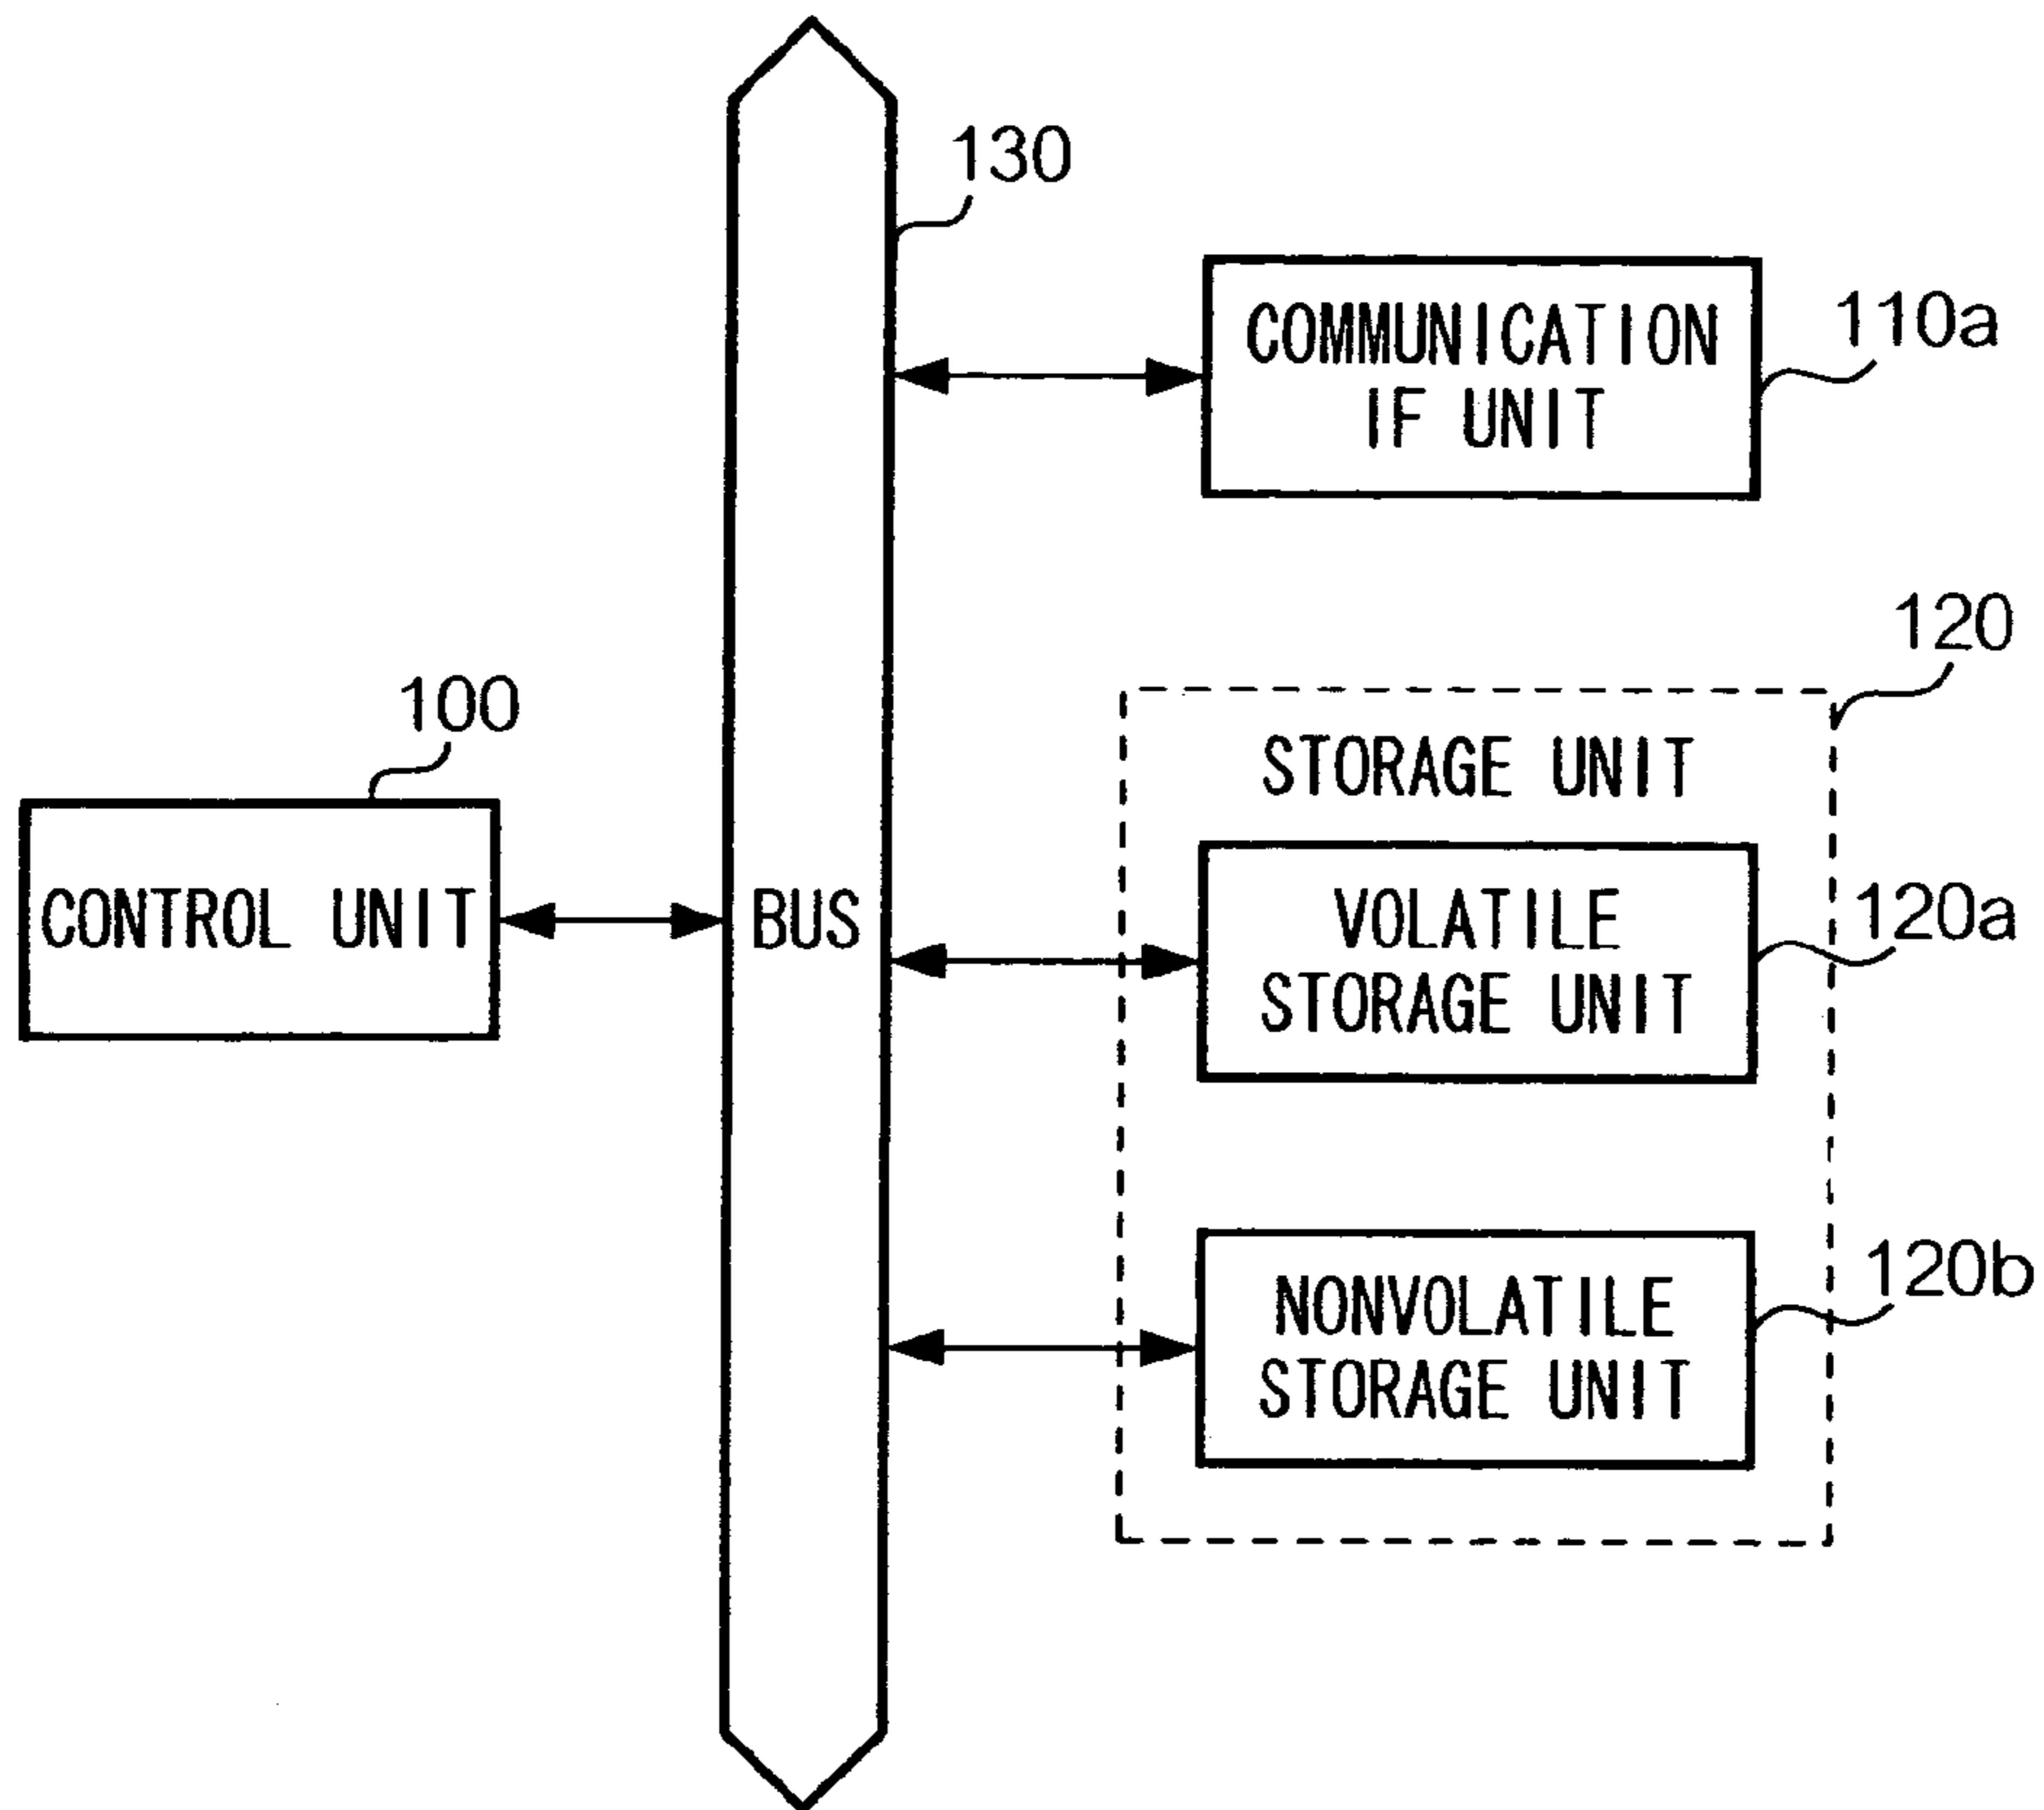 130
COMMUNICATION
IF UNIT
110a
120
STORAGE UNIT
100
CONTROL UNIT
BUS
VOLATILE
STORAGE UNIT
120a
NONVOLATILE
STORAGE UNIT
120b